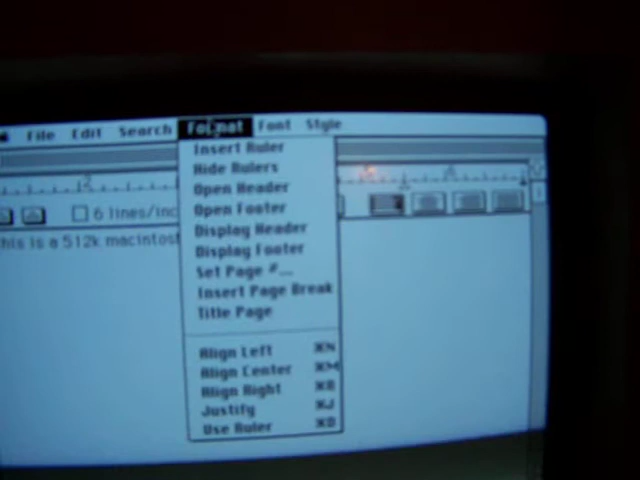 File Edit Search Format Font Style
Insert Ruler
Hide Rulers
Open Header
Open Footer
Display Header
Display Footer
Set Page #...
Insert Page Break
Title Page
Align Left ⌘N
Align Center ⌘M
Align Right ⌘R
Justify ⌘J
Use Ruler ⌘D
6 lines/inc
this is a 512k macintos